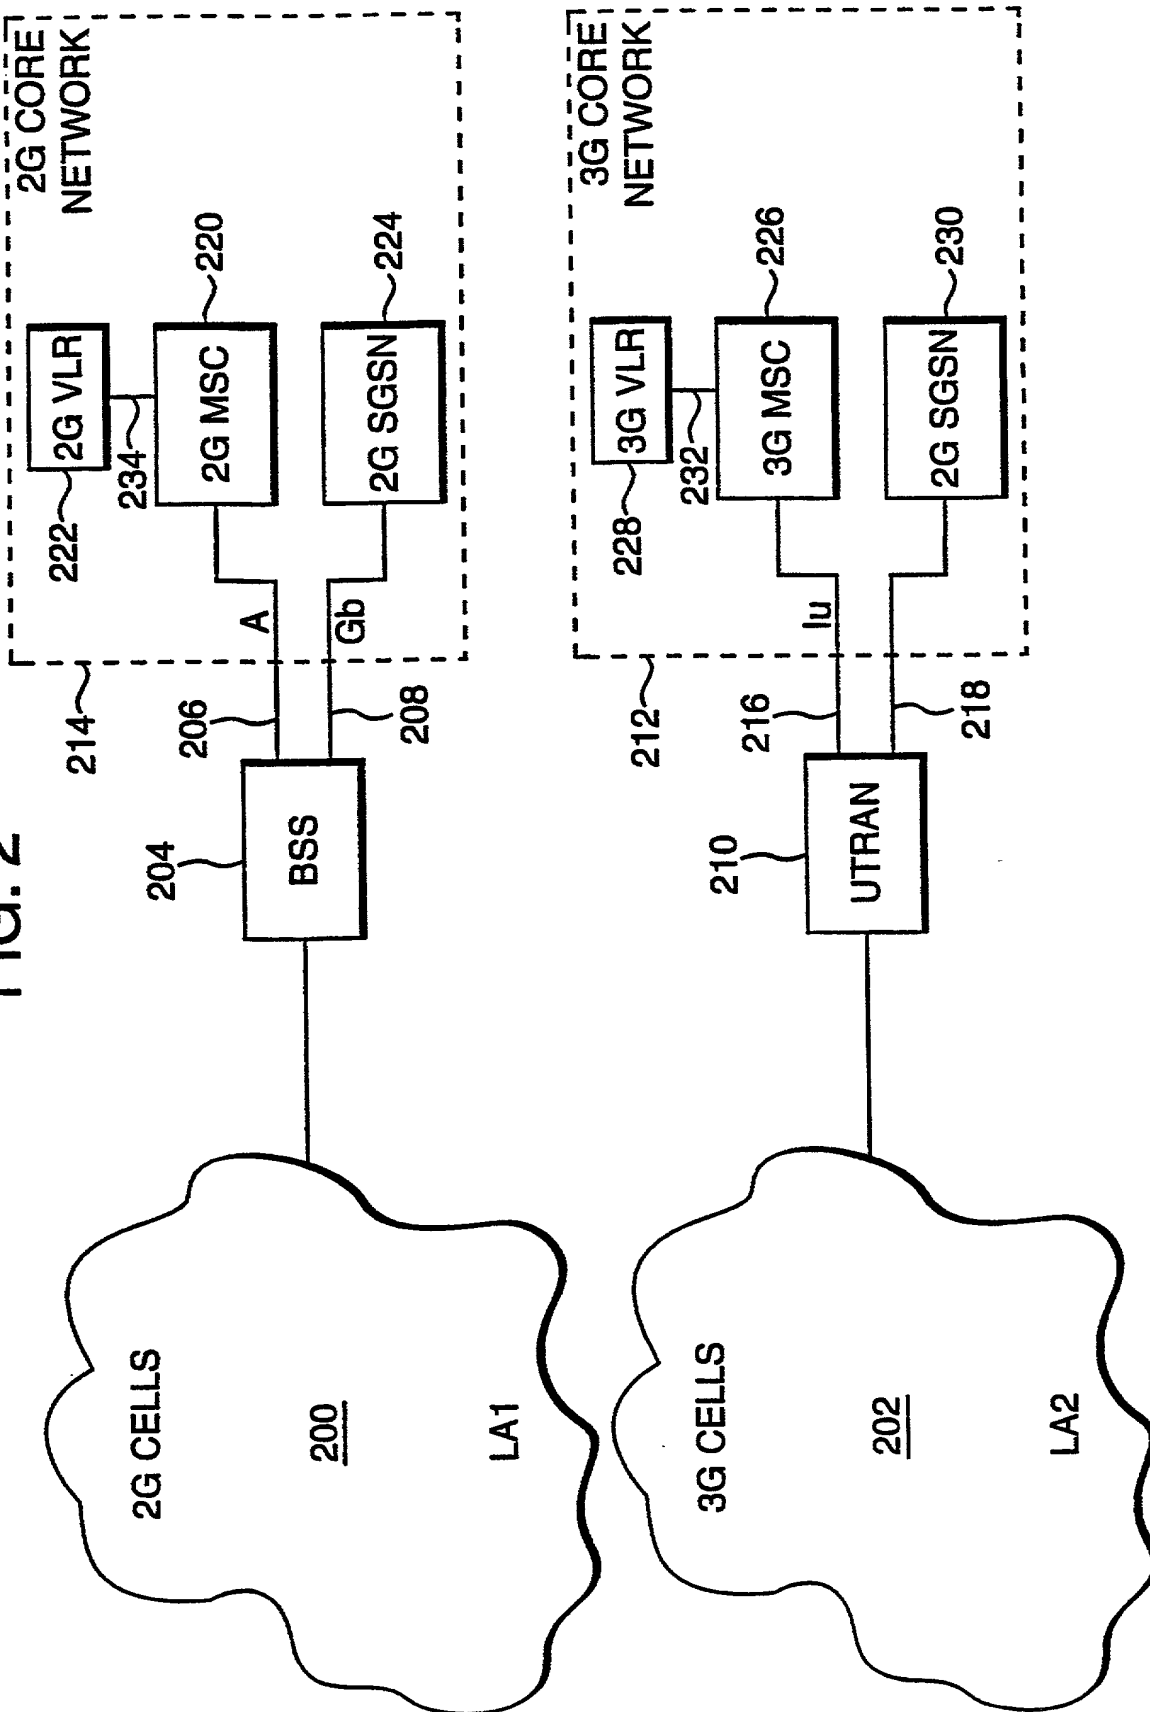 FIG. 2
2G CELLS
200
LA1
204
BSS
206
208
A
Gb
214
2G CORE
NETWORK
222
2G VLR
234
2G MSC
220
2G SGSN
224
3G CELLS
202
LA2
210
UTRAN
216
218
Iu
212
3G CORE
NETWORK
228
3G VLR
232
3G MSC
226
2G SGSN
230